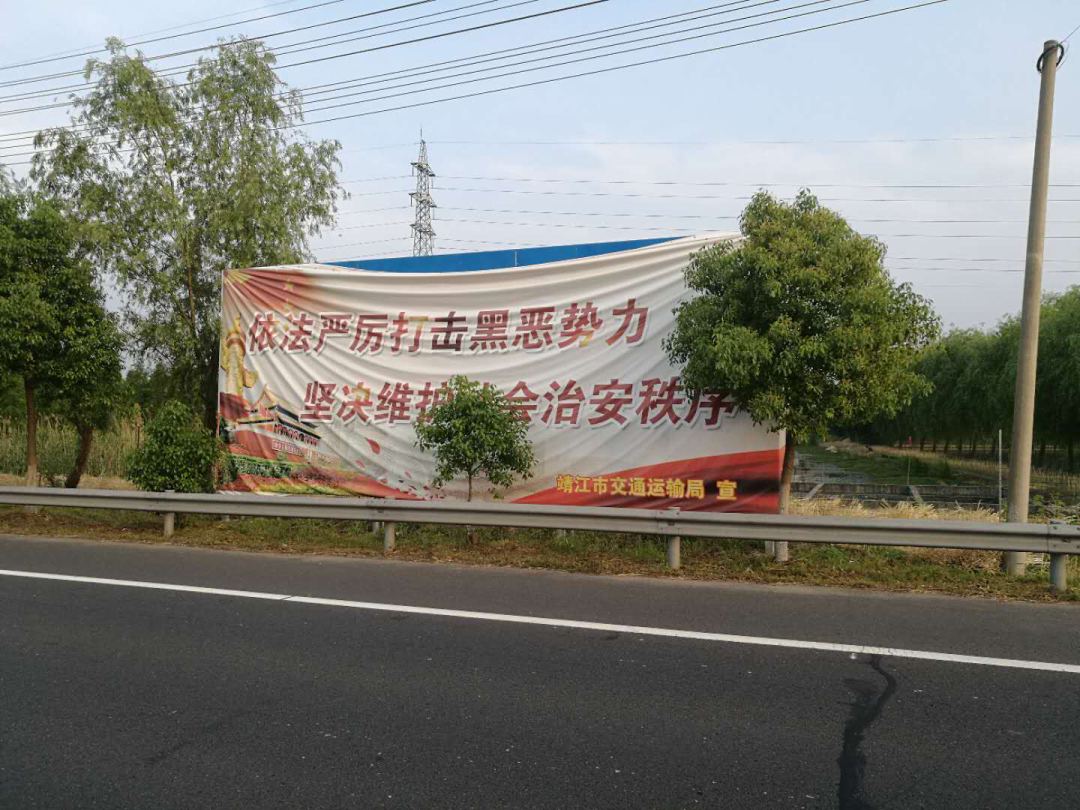 依法严厉打击黑恶势力
坚决维护社会治安秩序
靖江市交通运输局 宣